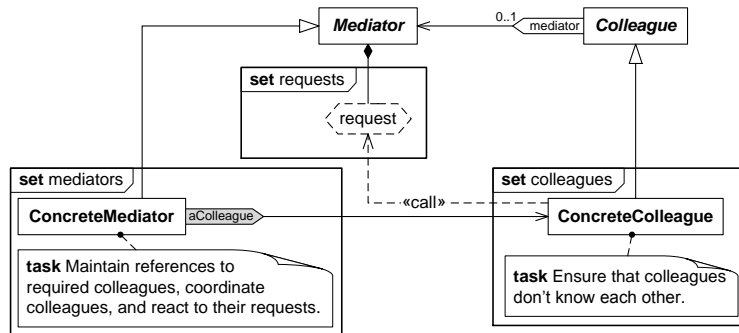 Mediator
0..1
mediator
Colleague
set requests
request
set mediators
set colleagues
«call»
ConcreteMediator
aColleague
ConcreteColleague
task Maintain references to
required colleagues, coordinate
colleagues, and react to their requests.
task Ensure that colleagues
don't know each other.